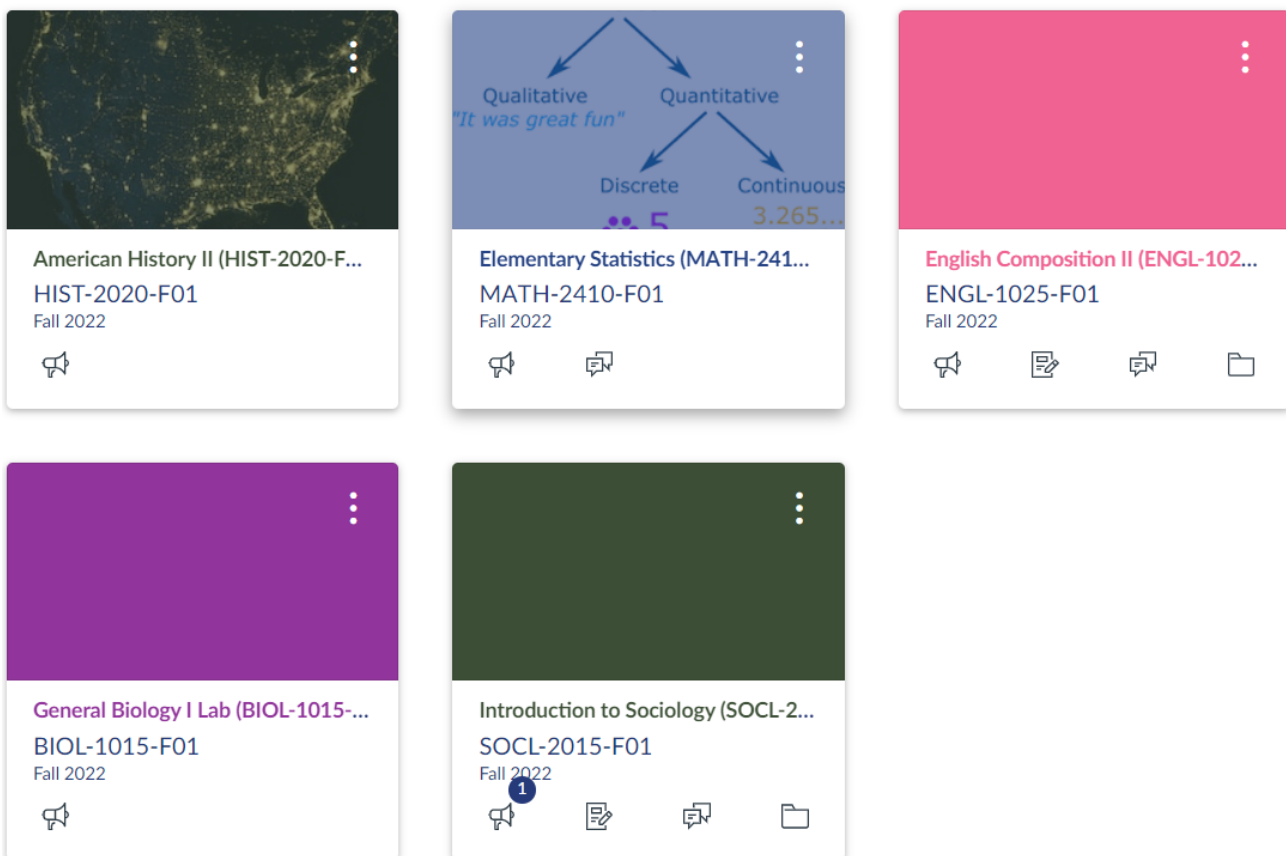 Qualitative
Quantitative
"It was great fun"
Discrete
Continuous
5
3.265...
American History II (HIST-2020-F...
HIST-2020-F01
Fall 2022
Elementary Statistics (MATH-241...
MATH-2410-F01
Fall 2022
English Composition II (ENGL-102...
ENGL-1025-F01
Fall 2022
General Biology I Lab (BIOL-1015-...
BIOL-1015-F01
Fall 2022
Introduction to Sociology (SOCL-2...
SOCL-2015-F01
Fall 2022
1